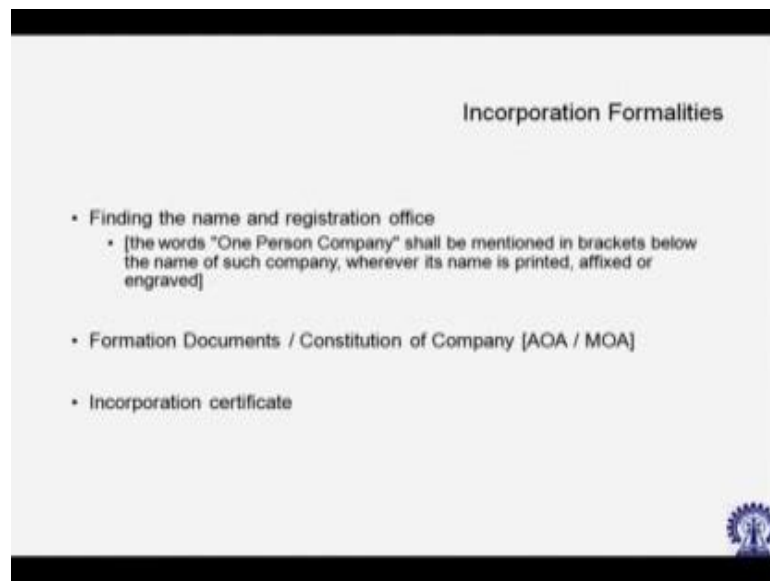 Incorporation Formalities
• Finding the name and registration office
• [the words "One Person Company" shall be mentioned in brackets below
the name of such company, wherever its name is printed, affixed or
engraved]
• Formation Documents / Constitution of Company [AOA / MOA]
• Incorporation certificate